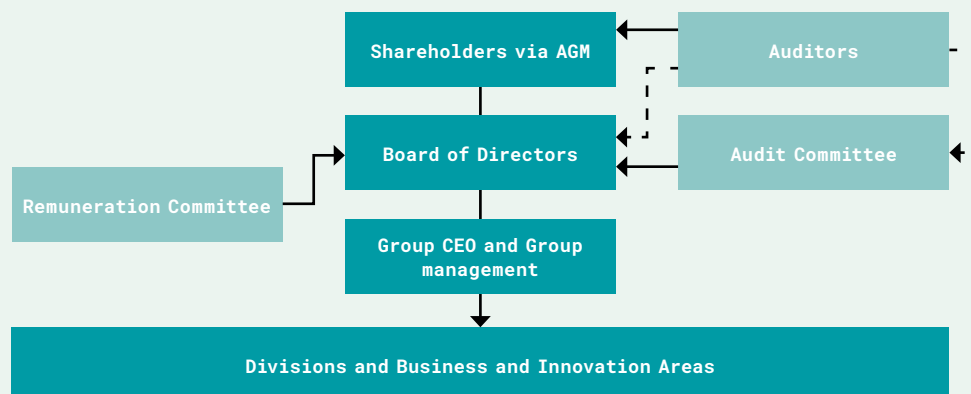 Shareholders via AGM
Auditors
Board of Directors
Audit Committee
Remuneration Committee
Group CEO and Group
management
Divisions and Business and Innovation Areas